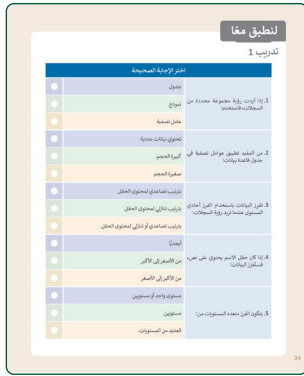 لنطبق معًا
تدريب 1
اختر الإجابة الصحيحة
1. إذا أردت رؤية مجموعة محددة من السجلات، فاستخدم:
جدول
نموذج
عامل تصفية
2. من المفيد تطبيق عوامل تصفية في جدول قاعدة بيانات:
تحتوي بيانات عددية
كبيرة الحجم
صغيرة الحجم
3. تفرز البيانات باستخدام الفرز أحادي المستوى عندما تريد رؤية السجلات:
بترتيب تصاعدي لمحتوى الحقل
بترتيب تنازلي لمحتوى الحقل
بترتيب تصاعدي أو تنازلي لمحتوى الحقل
4. إذا كان حقل الاسم يحتوي على نص، فستُفرز البيانات:
أبجديًا
من الأصغر إلى الأكبر
من الأكبر إلى الأصغر
5. يتكون الفرز متعدد المستويات من:
مستوى واحد أو مستويين
مستويين
العديد من المستويات.
34